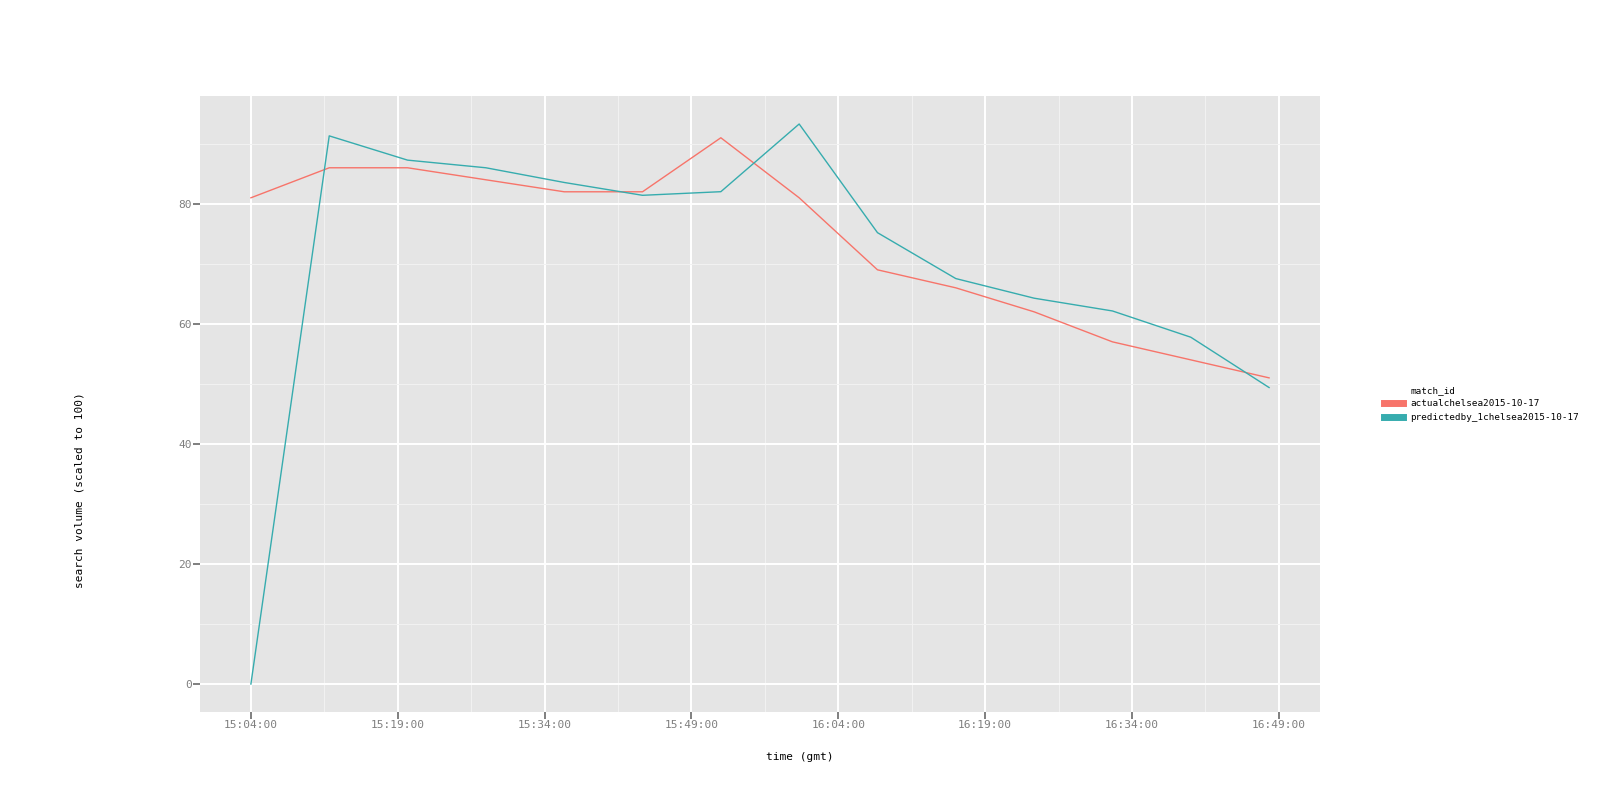 search volume (scaled to 100)
80
60
40
20
0
15:04:00 15:19:00 15:34:00 15:49:00 16:04:00 16:19:00 16:34:00 16:49:00
time (gmt)
match_id
actualchelsea2015-10-17
predictedby_1chelsea2015-10-17